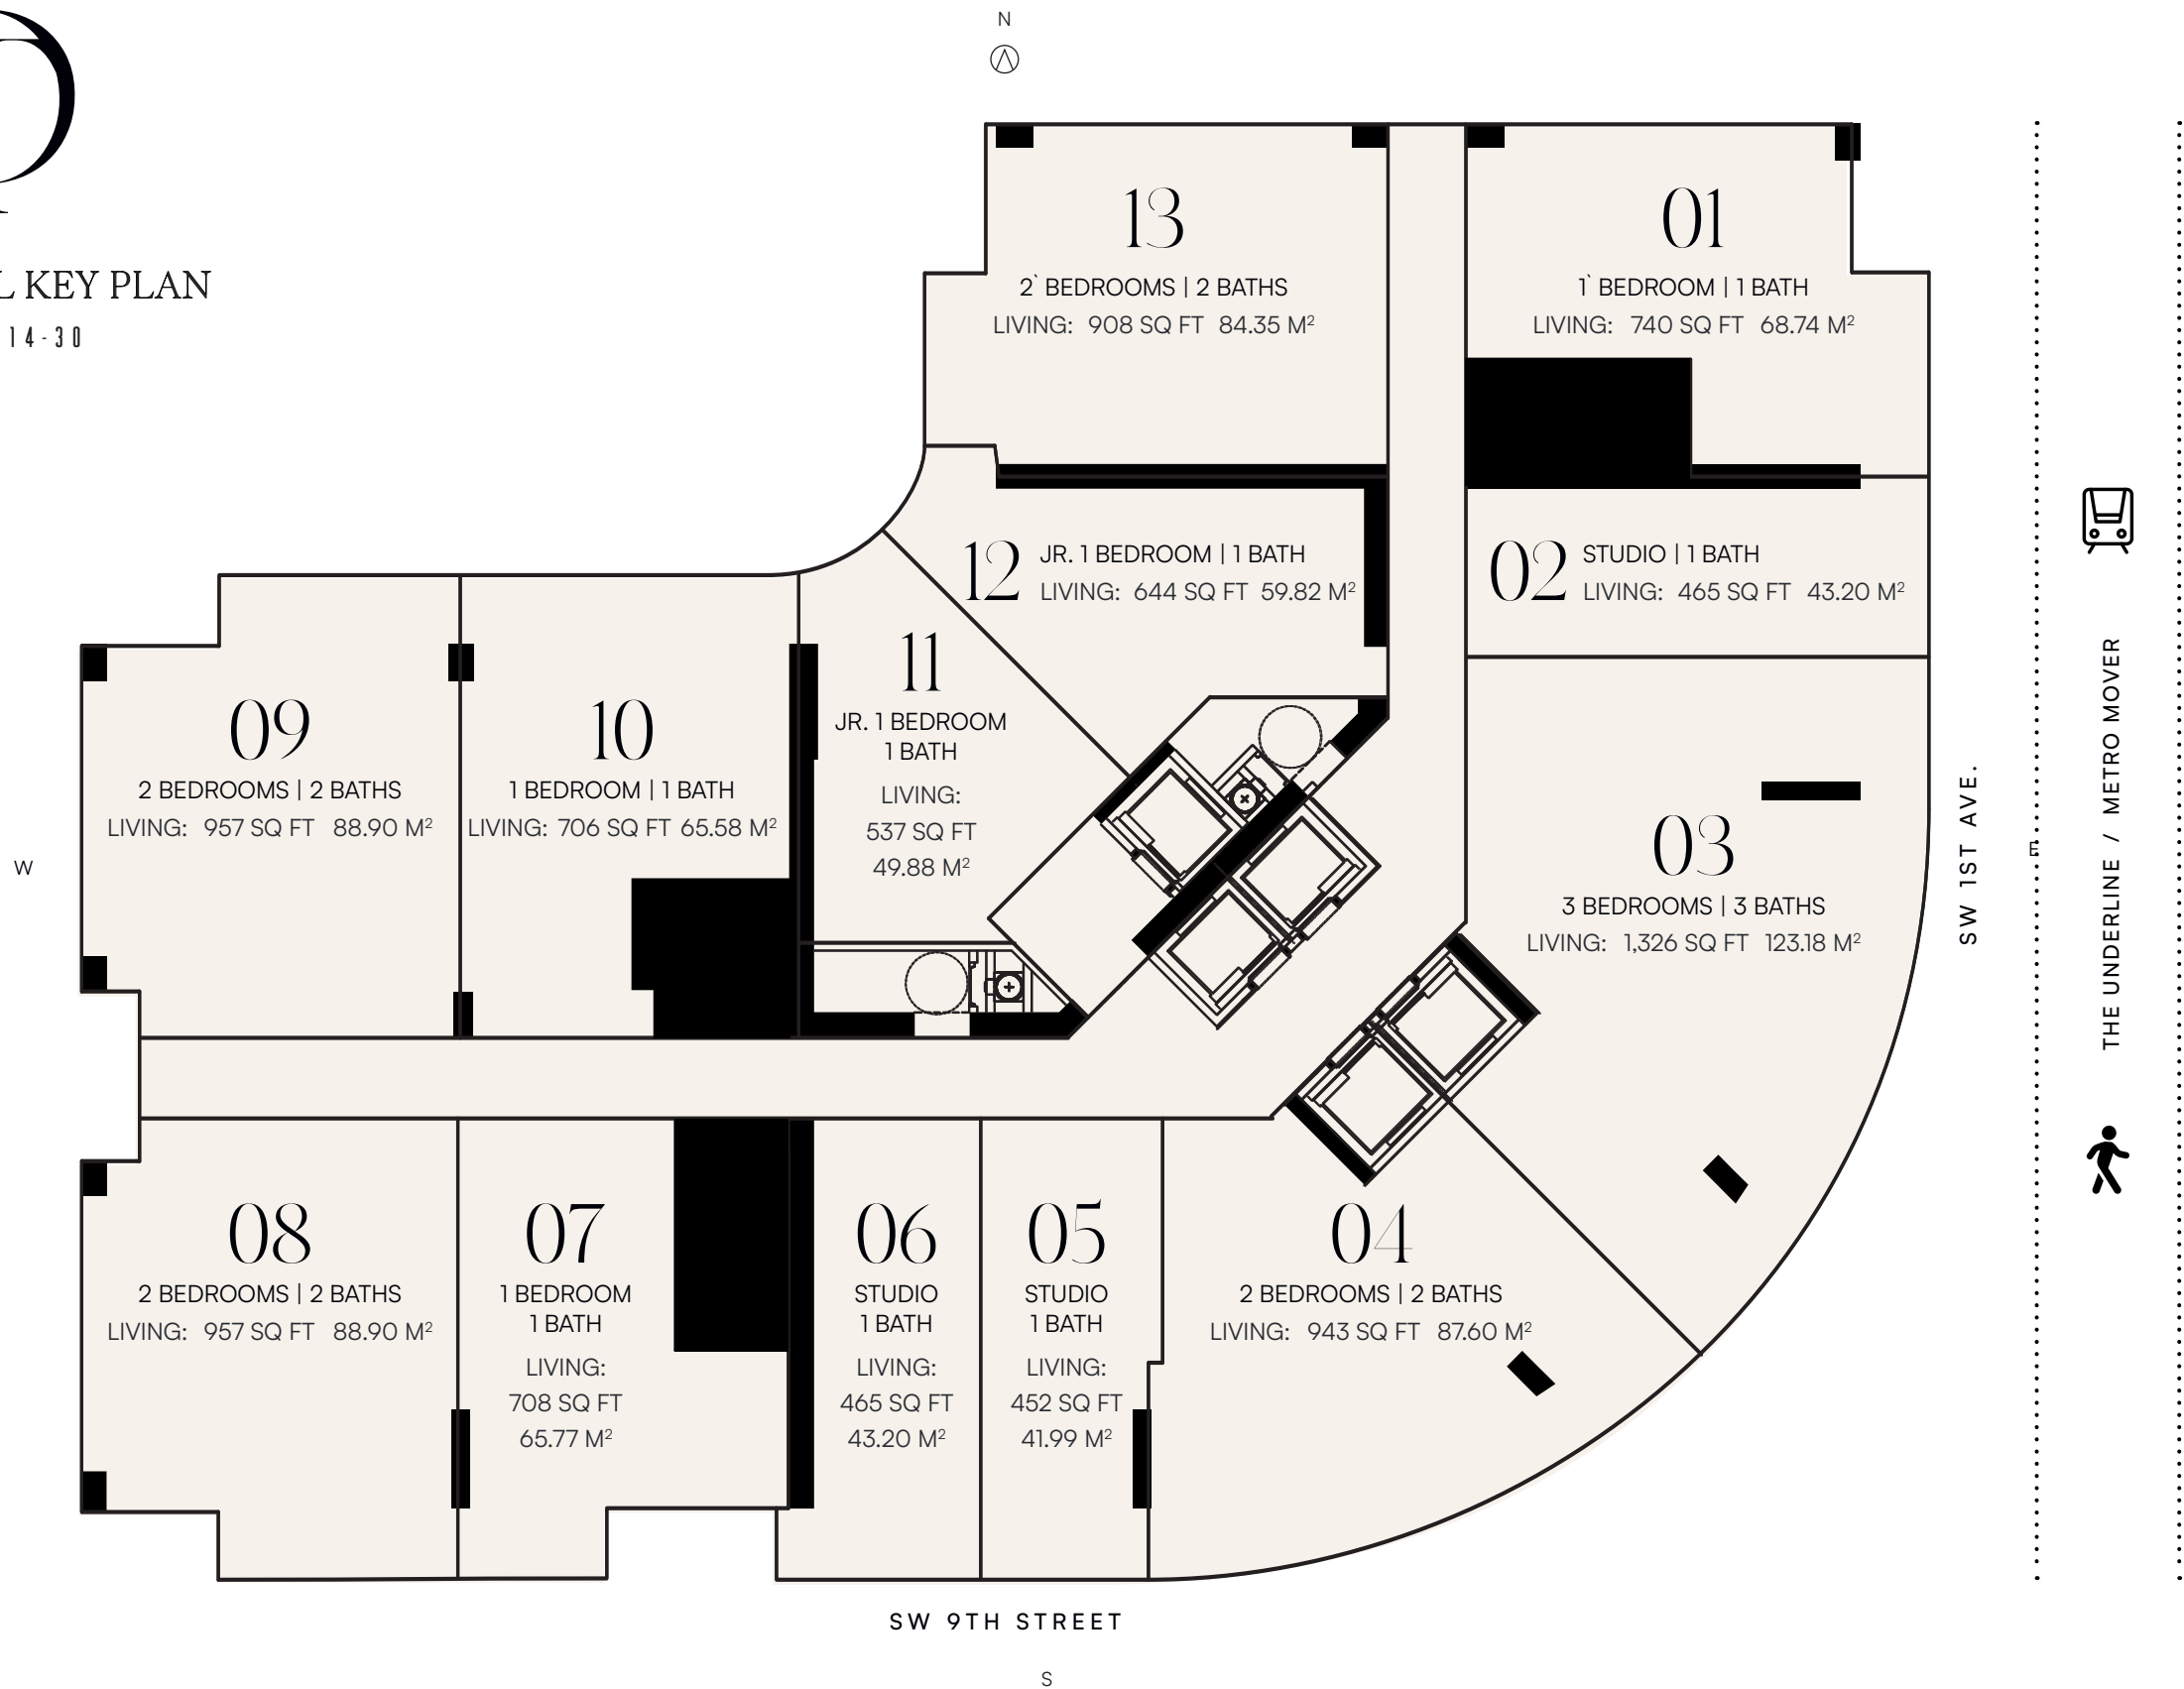 N
L KEY PLAN
14-30
13
2` BEDROOMS | 2 BATHS
LIVING: 908 SQ FT 84.35 M²
01
1` BEDROOM | 1 BATH
LIVING: 740 SQ FT 68.74 M²
12
JR. 1 BEDROOM | 1 BATH
LIVING: 644 SQ FT 59.82 M²
02
STUDIO | 1 BATH
LIVING: 465 SQ FT 43.20 M²
09
2 BEDROOMS | 2 BATHS
LIVING: 957 SQ FT 88.90 M²
10
1 BEDROOM | 1 BATH
LIVING: 706 SQ FT 65.58 M²
11
JR. 1 BEDROOM
1 BATH
LIVING:
537 SQ FT
49.88 M²
03
3 BEDROOMS | 3 BATHS
LIVING: 1,326 SQ FT 123.18 M²
W
SW 1ST AVE.
E
THE UNDERLINE / METRO MOVER
08
2 BEDROOMS | 2 BATHS
LIVING: 957 SQ FT 88.90 M²
07
1 BEDROOM
1 BATH
LIVING:
708 SQ FT
65.77 M²
06
STUDIO
1 BATH
LIVING:
465 SQ FT
43.20 M²
05
STUDIO
1 BATH
LIVING:
452 SQ FT
41.99 M²
04
2 BEDROOMS | 2 BATHS
LIVING: 943 SQ FT 87.60 M²
SW 9TH STREET
S